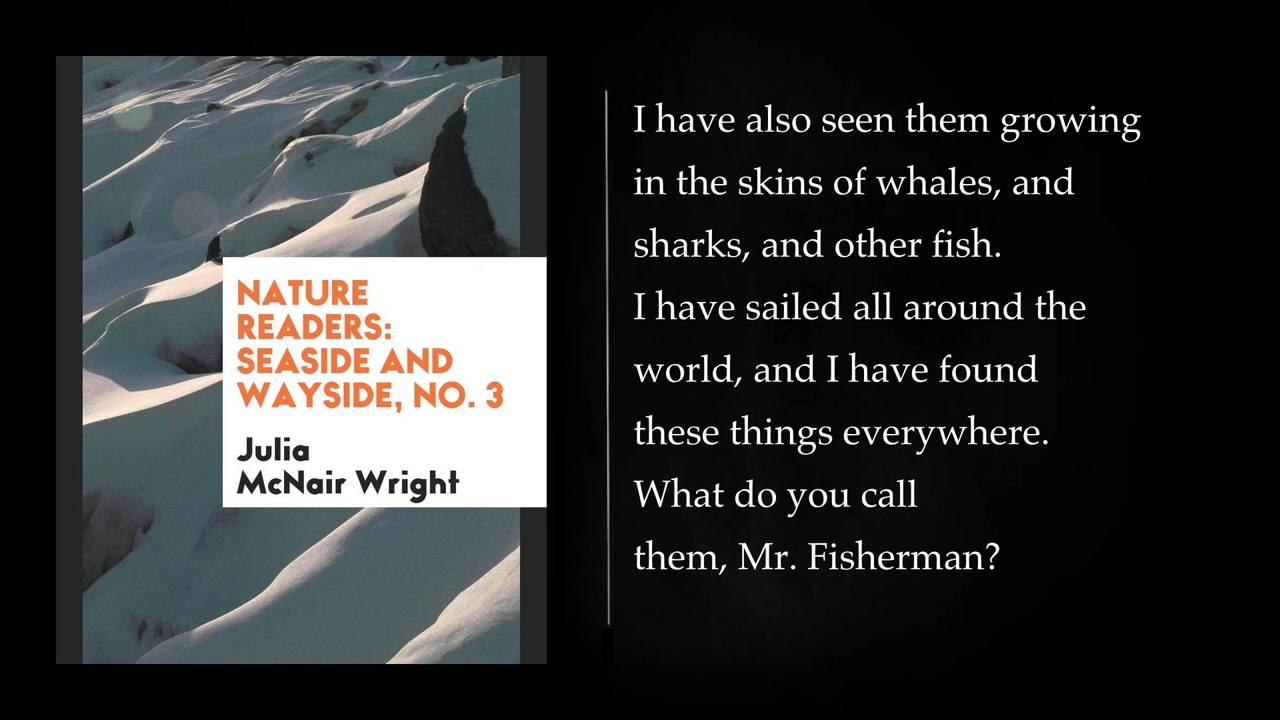 NATURE
READERS:
SEASIDE AND
WAYSIDE, NO. 3
Julia
McNair Wright
I have also seen them growing
in the skins of whales, and
sharks, and other fish.
I have sailed all around the
world, and I have found
these things everywhere.
What do you call
them, Mr. Fisherman?